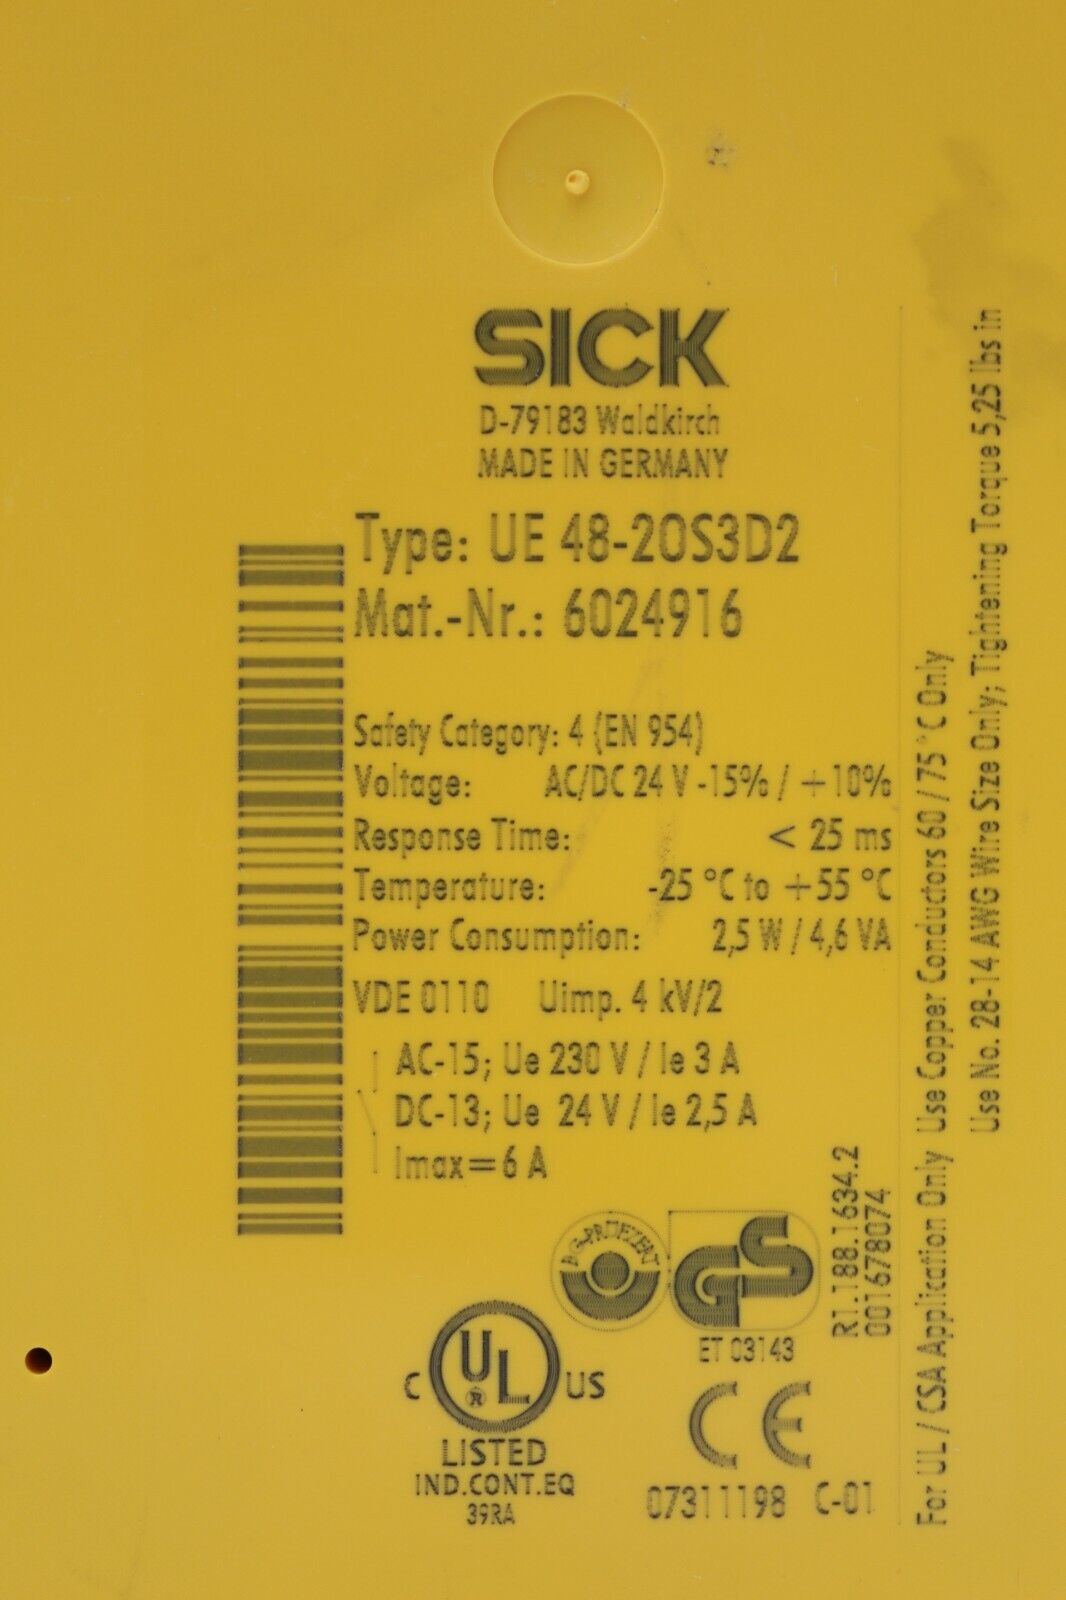 SICK
D-79183 Waldkirch
MADE IN GERMANY
Type: UE 48-2OS3D2
Mat.-Nr.: 6024916
Safety Category: 4 (EN 954)
Voltage: AC/DC 24 V -15% / +10%
Response Time: < 25 ms
Temperature: -25 °C to +55 °C
Power Consumption: 2,5 W / 4,6 VA
VDE 0110 Uimp. 4 kV/2
AC-15; Ue 230 V / Ie 3 A
DC-13; Ue 24 V / Ie 2,5 A
Imax=6 A
BG-PRÜFZERT
GS
ET 03143
R1.188.1634.2
001678074
C UL ® US
LISTED
IND.CONT.EQ
39RA
CE
07311198 C-01
For UL / CSA Application Only Use Copper Conductors 60 / 75 °C Only
Use No. 28-14 AWG Wire Size Only; Tightening Torque 5,25 lbs in